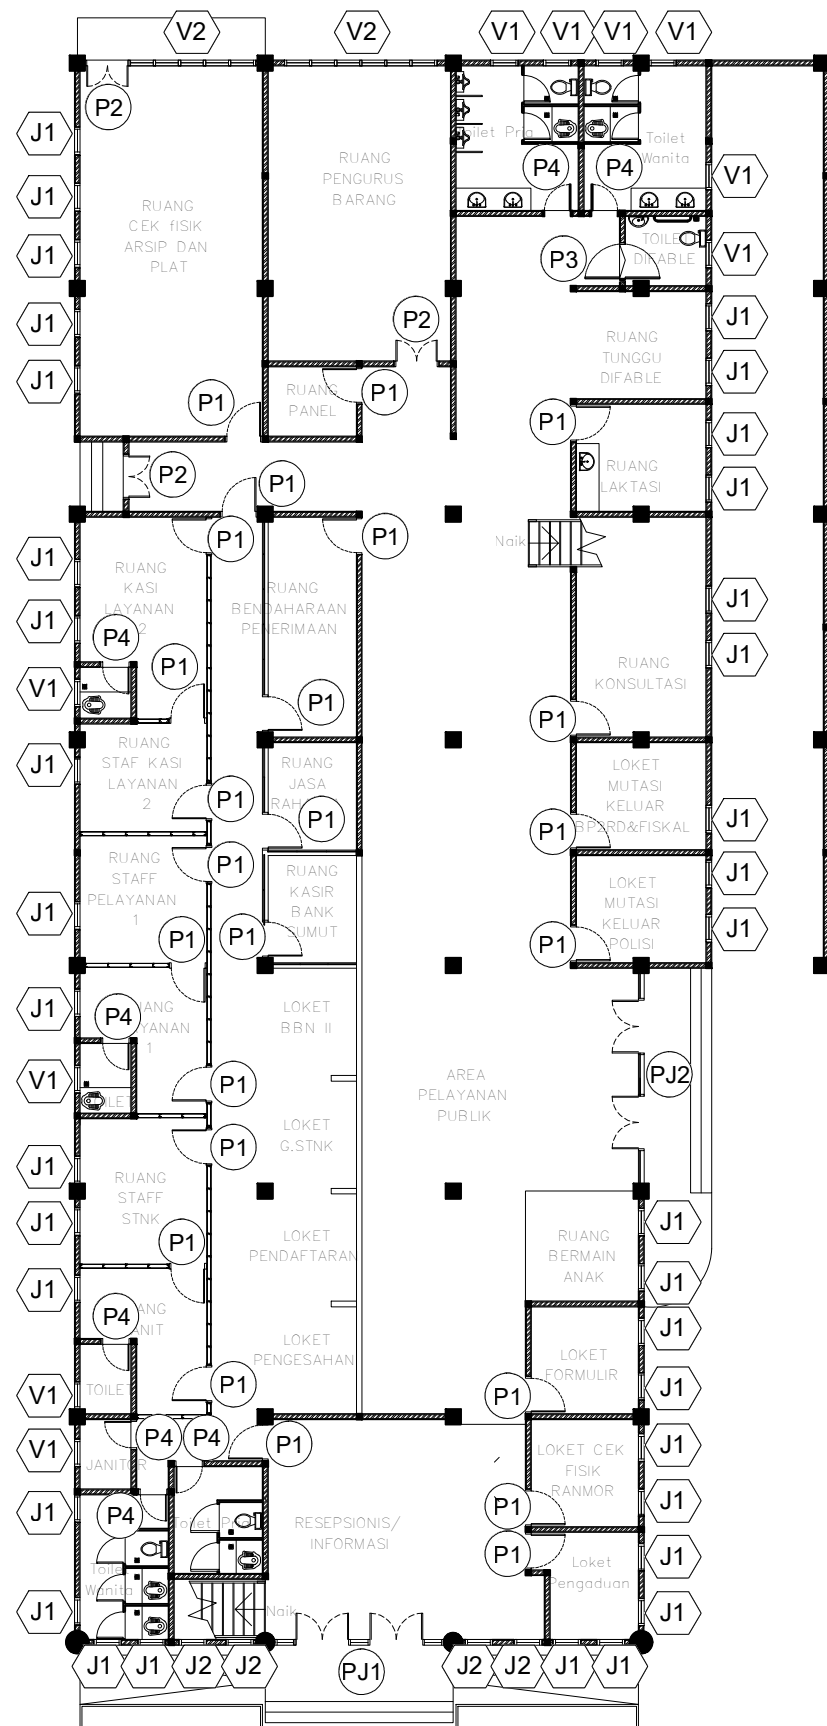 V2
V2
V1
V1
V1
V1
P2
J1
Toilet Pria
Toilet
Wanita
RUANG
PENGURUS
BARANG
P4
P4
V1
J1
RUANG
CEK fISIK
ARSIP DAN
PLAT
J1
P3
TOILET
DIFABLE
V1
J1
P2
J1
RUANG
TUNGGU
DIFABLE
J1
J1
RUANG
PANEL
P1
P1
P1
J1
P2
P1
RUANG
LAKTASI
J1
P1
P1
Naik
J1
RUANG
KASI
LAYANAN
2
RUANG
BENDAHARAAN
PENERIMAAN
J1
J1
P4
P1
RUANG
KONSULTASI
J1
V1
P1
P1
RUANG
STAF KASI
LAYANAN
2
J1
RUANG
JASA
LOKET
MUTASI
KELUAR
BP2RD&FISKAL
P1
P1
P1
J1
RUANG
STAFF
PELAYANAN
1
P1
RUANG
KASIR
BANK
SUMUT
LOKET
MUTASI
KELUAR
POLISI
J1
J1
P1
P1
P1
J1
J1
P4
1
LOKET
BBN II
V1
P1
AREA
PELAYANAN
PUBLIK
PJ2
LOKET
G.STNK
P1
J1
RUANG
STAFF
STNK
J1
P1
LOKET
PENDAFTARAN
RUANG
BERMAIN
ANAK
J1
J1
J1
P4
LOKET
PENGESAHAN
LOKET
FORMULIR
J1
TOILET
V1
P1
P1
J1
V1
JANITOR
P4
P4
P1
LOKET CEK
FISIK
RANMOR
J1
J1
P4
Toilet Pria
RESEPSIONIS/
INFORMASI
P1
J1
P1
Toilet
Wanita
Loket
Pengaduan
J1
J1
Naik
J1
J1
J1
J2
J2
PJ1
J2
J2
J1
J1